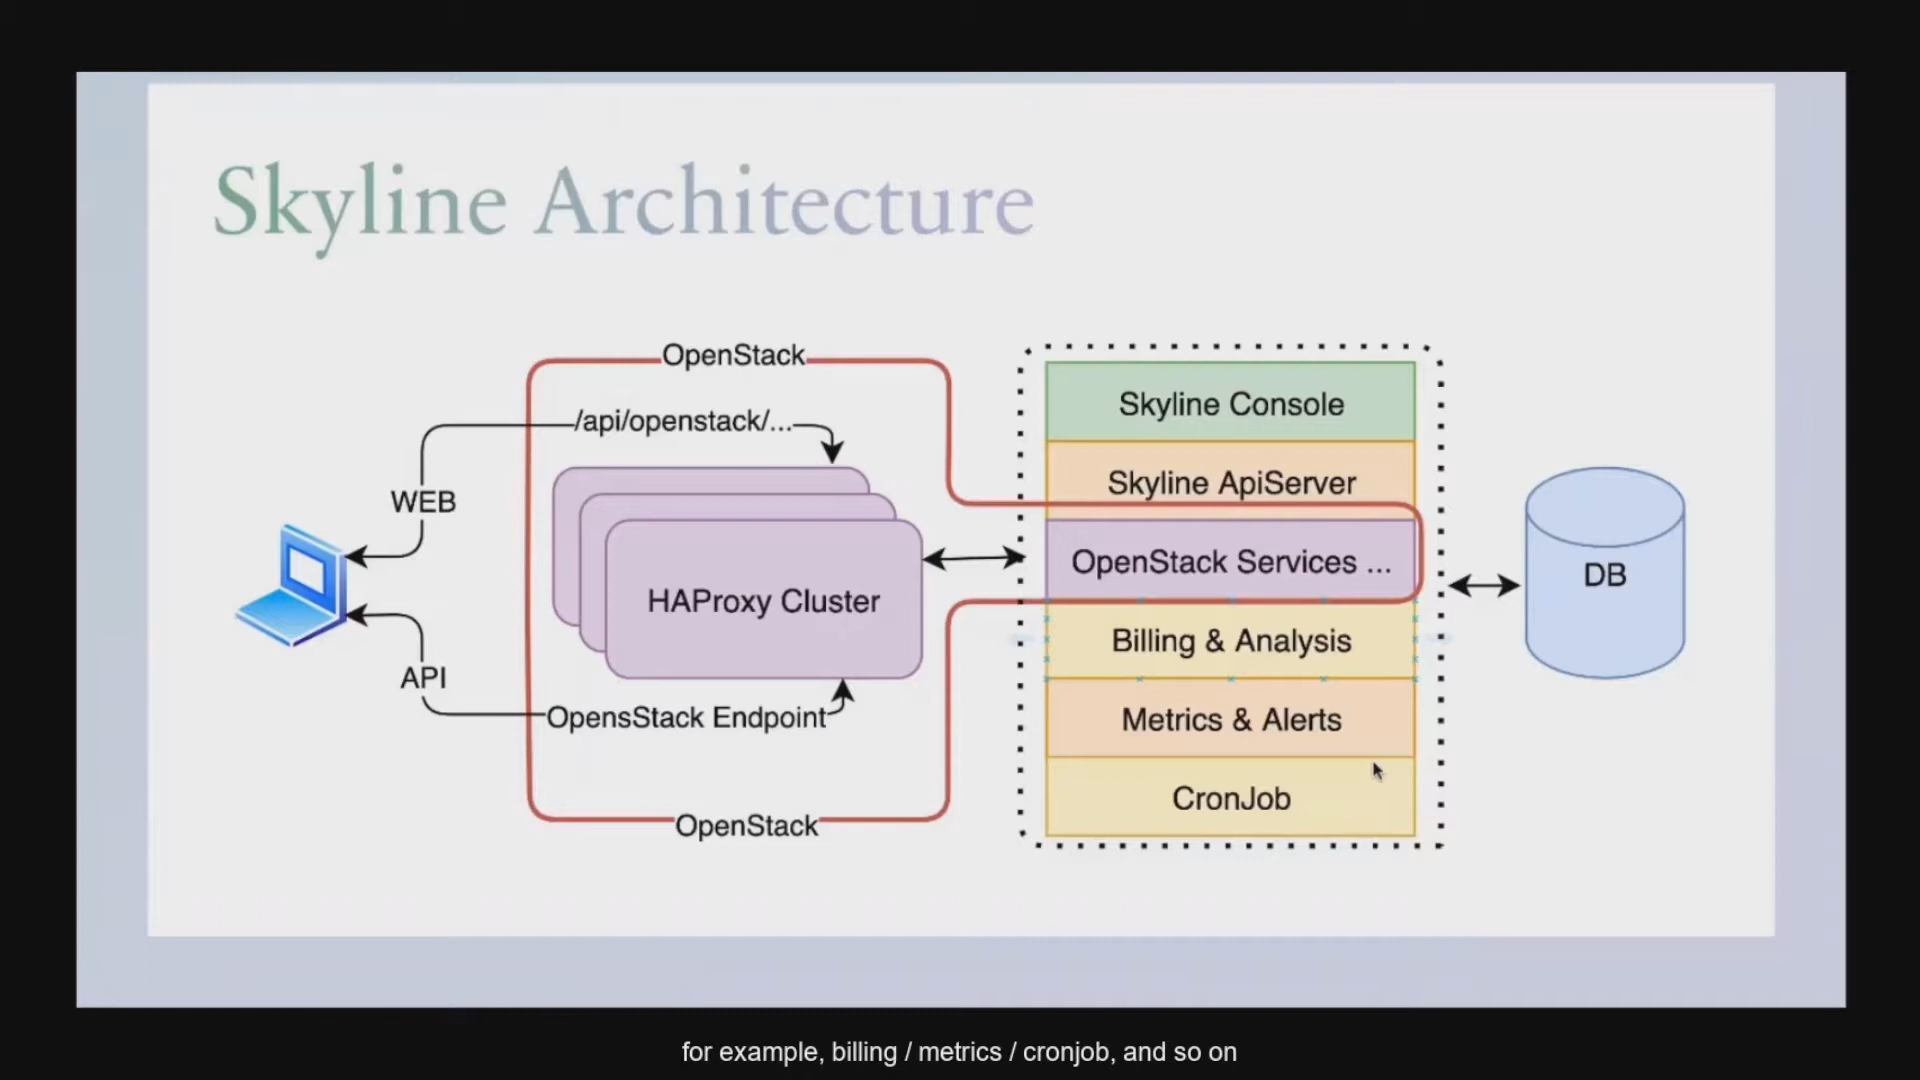 Skyline Architecture
OpenStack
/api/openstack/...
WEB
HAProxy Cluster
API
OpensStack Endpoint
OpenStack
Skyline Console
Skyline ApiServer
OpenStack Services ...
Billing & Analysis
Metrics & Alerts
CronJob
DB
for example, billing / metrics / cronjob, and so on